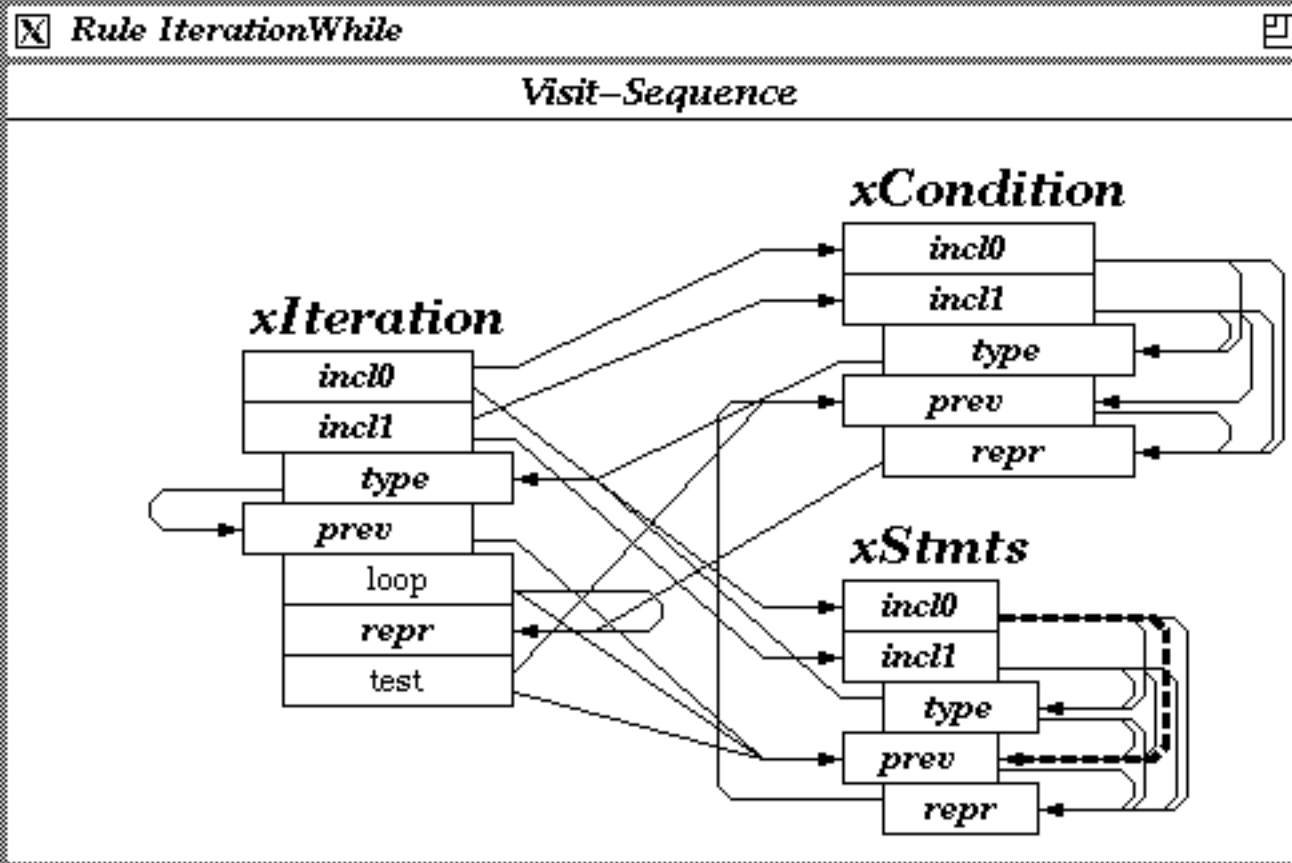 Rule IterationWhile
Visit-Sequence
xIteration
incl0
incl1
type
prev
loop
repr
test
xCondition
incl0
incl1
type
prev
repr
xStmts
incl0
incl1
type
prev
repr